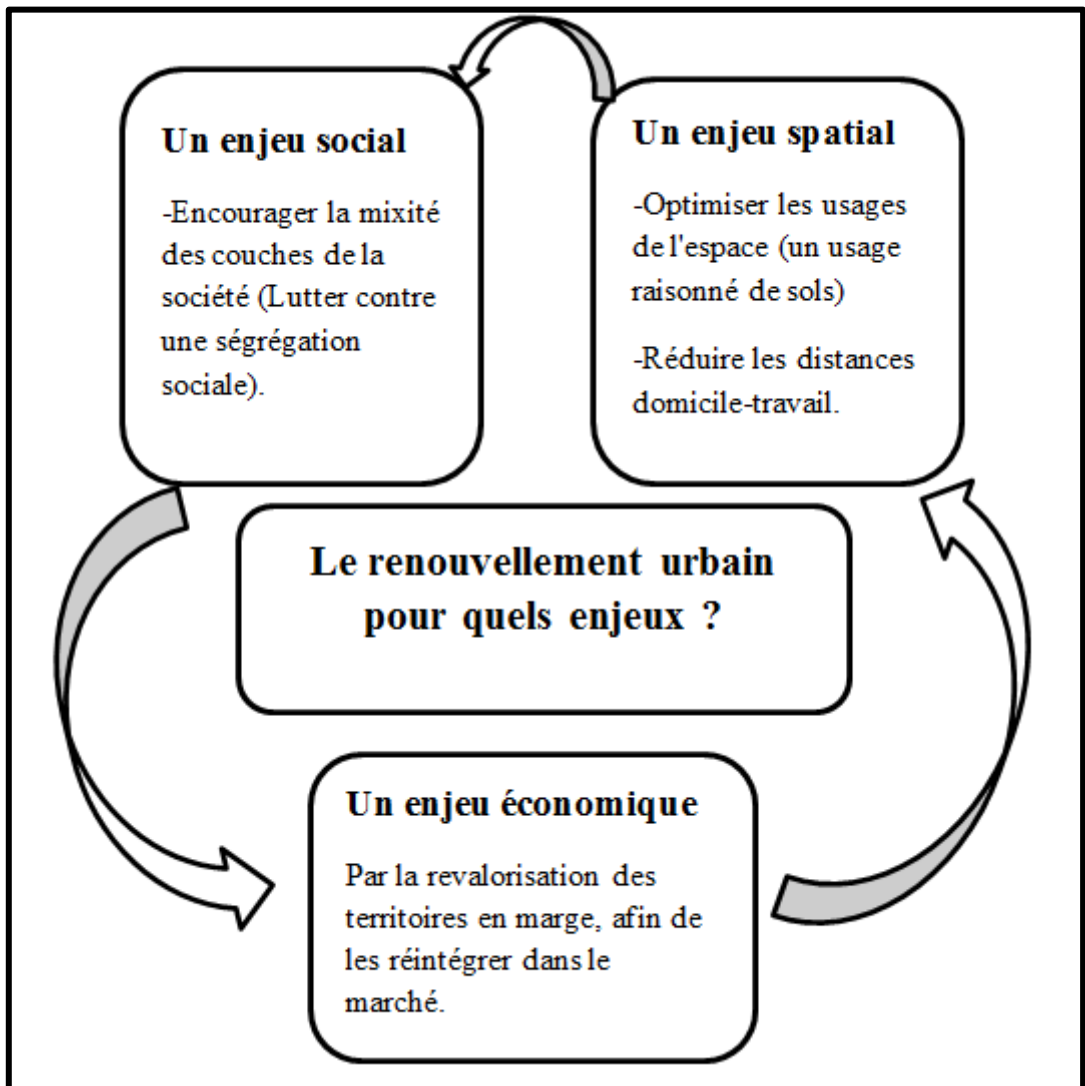 Un enjeu social
-Encourager la mixité
des couches de la
société (Lutter contre
une ségrégation
sociale).
Un enjeu spatial
-Optimiser les usages
de l'espace (un usage
raisonné de sols)
-Réduire les distances
domicile-travail.
Le renouvellement urbain
pour quels enjeux ?
Un enjeu économique
Par la revalorisation des
territoires en marge, afin de
les réintégrer dans le
marché.